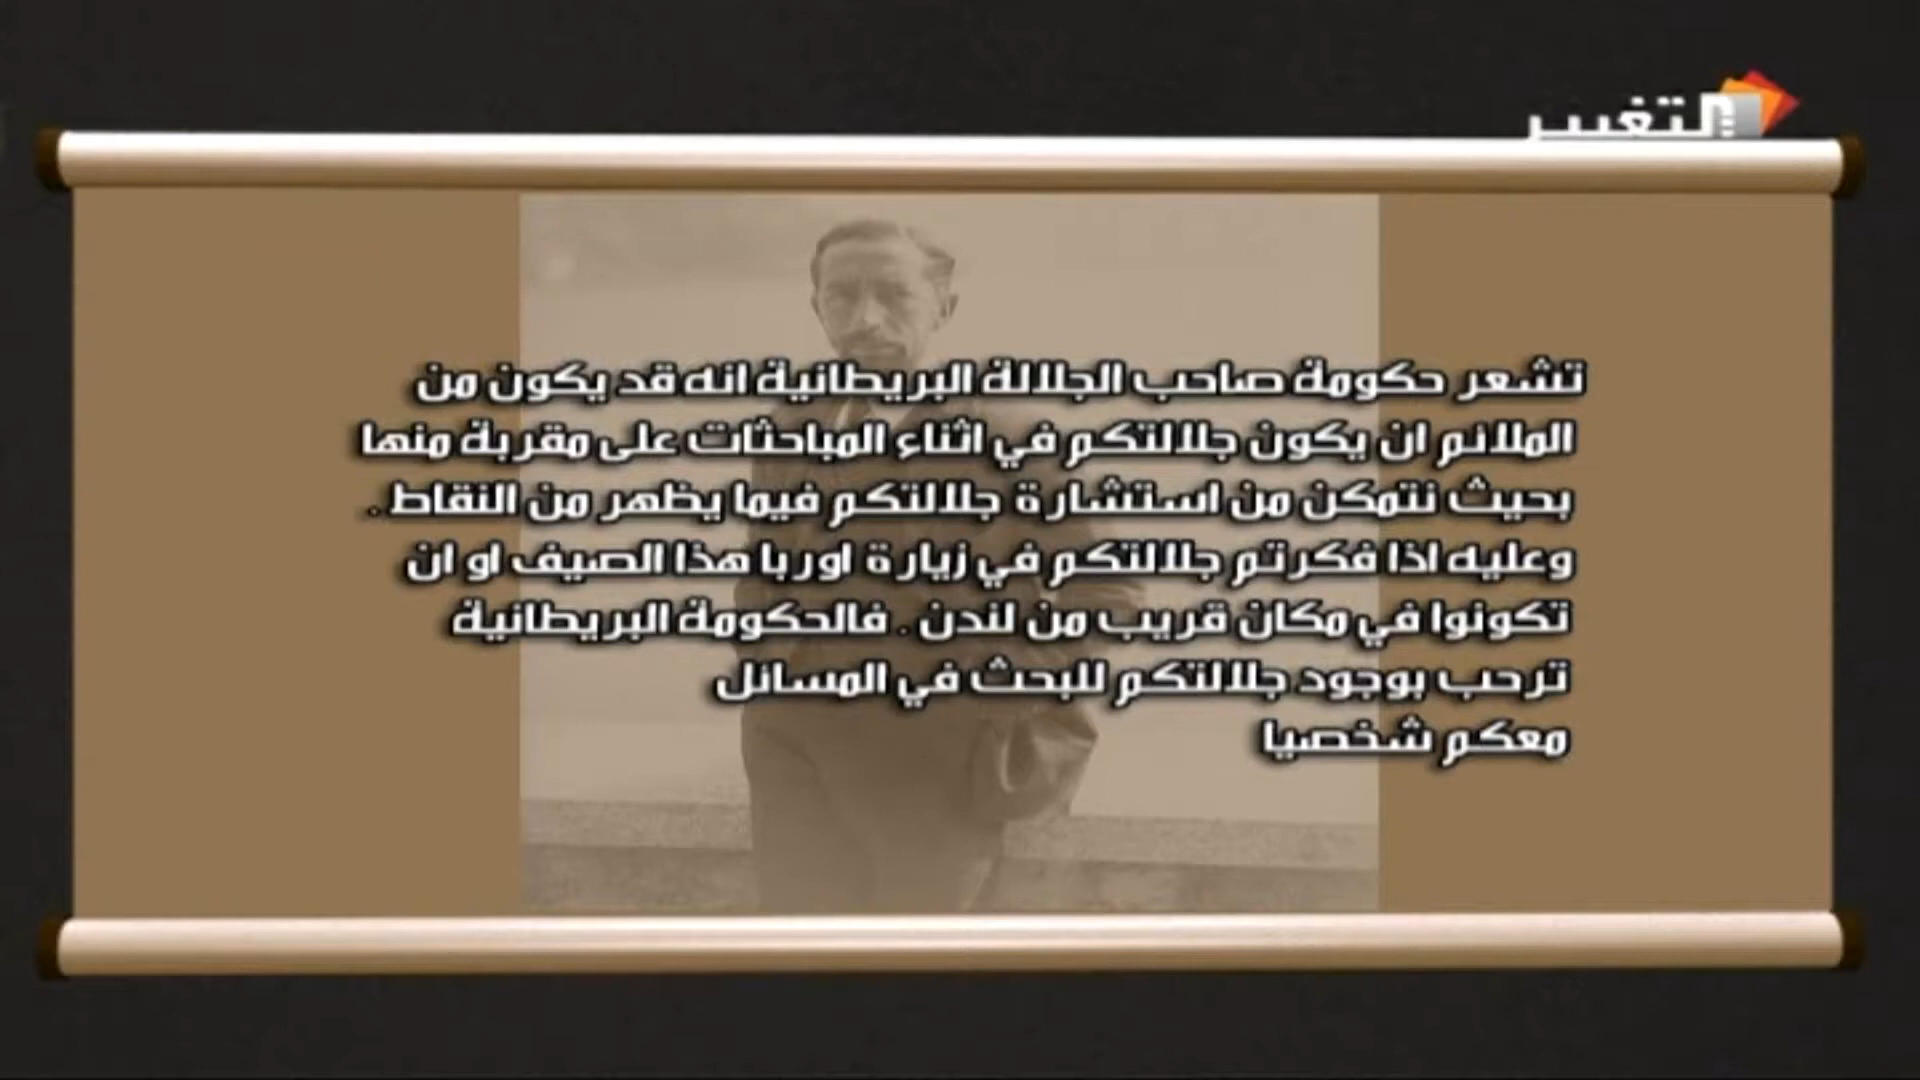 التغيير
تشعر حكومة صاحب الجلالة البريطانية انه قد يكون من
الملائم ان يكون جلالتكم في اثناء المباحثات على مقربة منها
بحيث نتمكن من استشارة جلالتكم فيما يظهر من النقاط .
وعليه اذا فكرتم جلالتكم في زيارة اوربا هذا الصيف او ان
تكونوا في مكان قريب من لندن . فالحكومة البريطانية
ترحب بوجود جلالتكم للبحث في المسائل
معكم شخصيا